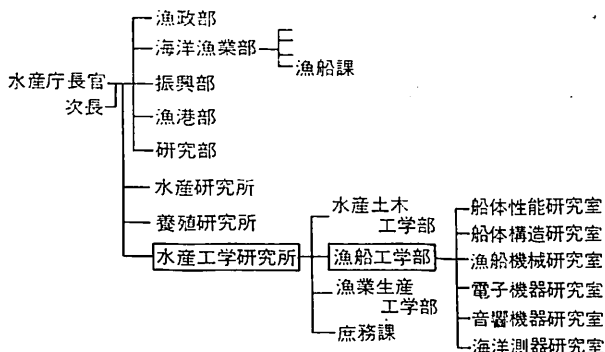 水産庁長官
次長
漁政部
海洋漁業部
漁船課
振興部
漁港部
研究部
水産研究所
養殖研究所
水産工学研究所
水産土木
工学部
漁船工学部
漁業生産
工学部
庶務課
船体性能研究室
船体構造研究室
漁船機械研究室
電子機器研究室
音響機器研究室
海洋測器研究室